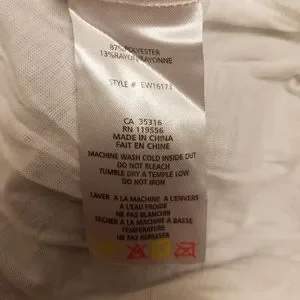 87% POLYESTER
13% RAYON/RAYONNE
STYLE # EW16171
CA 35316
RN 119556
MADE IN CHINA
FAIT EN CHINE
MACHINE WASH COLD INSIDE OUT
DO NOT BLEACH
TUMBLE DRY A TEMPLE LOW
DO NOT IRON
LAVER A LA MACHINE A L'ENVERS
A L'EAU FROIDE
NE PAS BLANCHIR
SECHER A LA MACHINE A BASSE
TEMPERATURE
NE PAS REPASSER